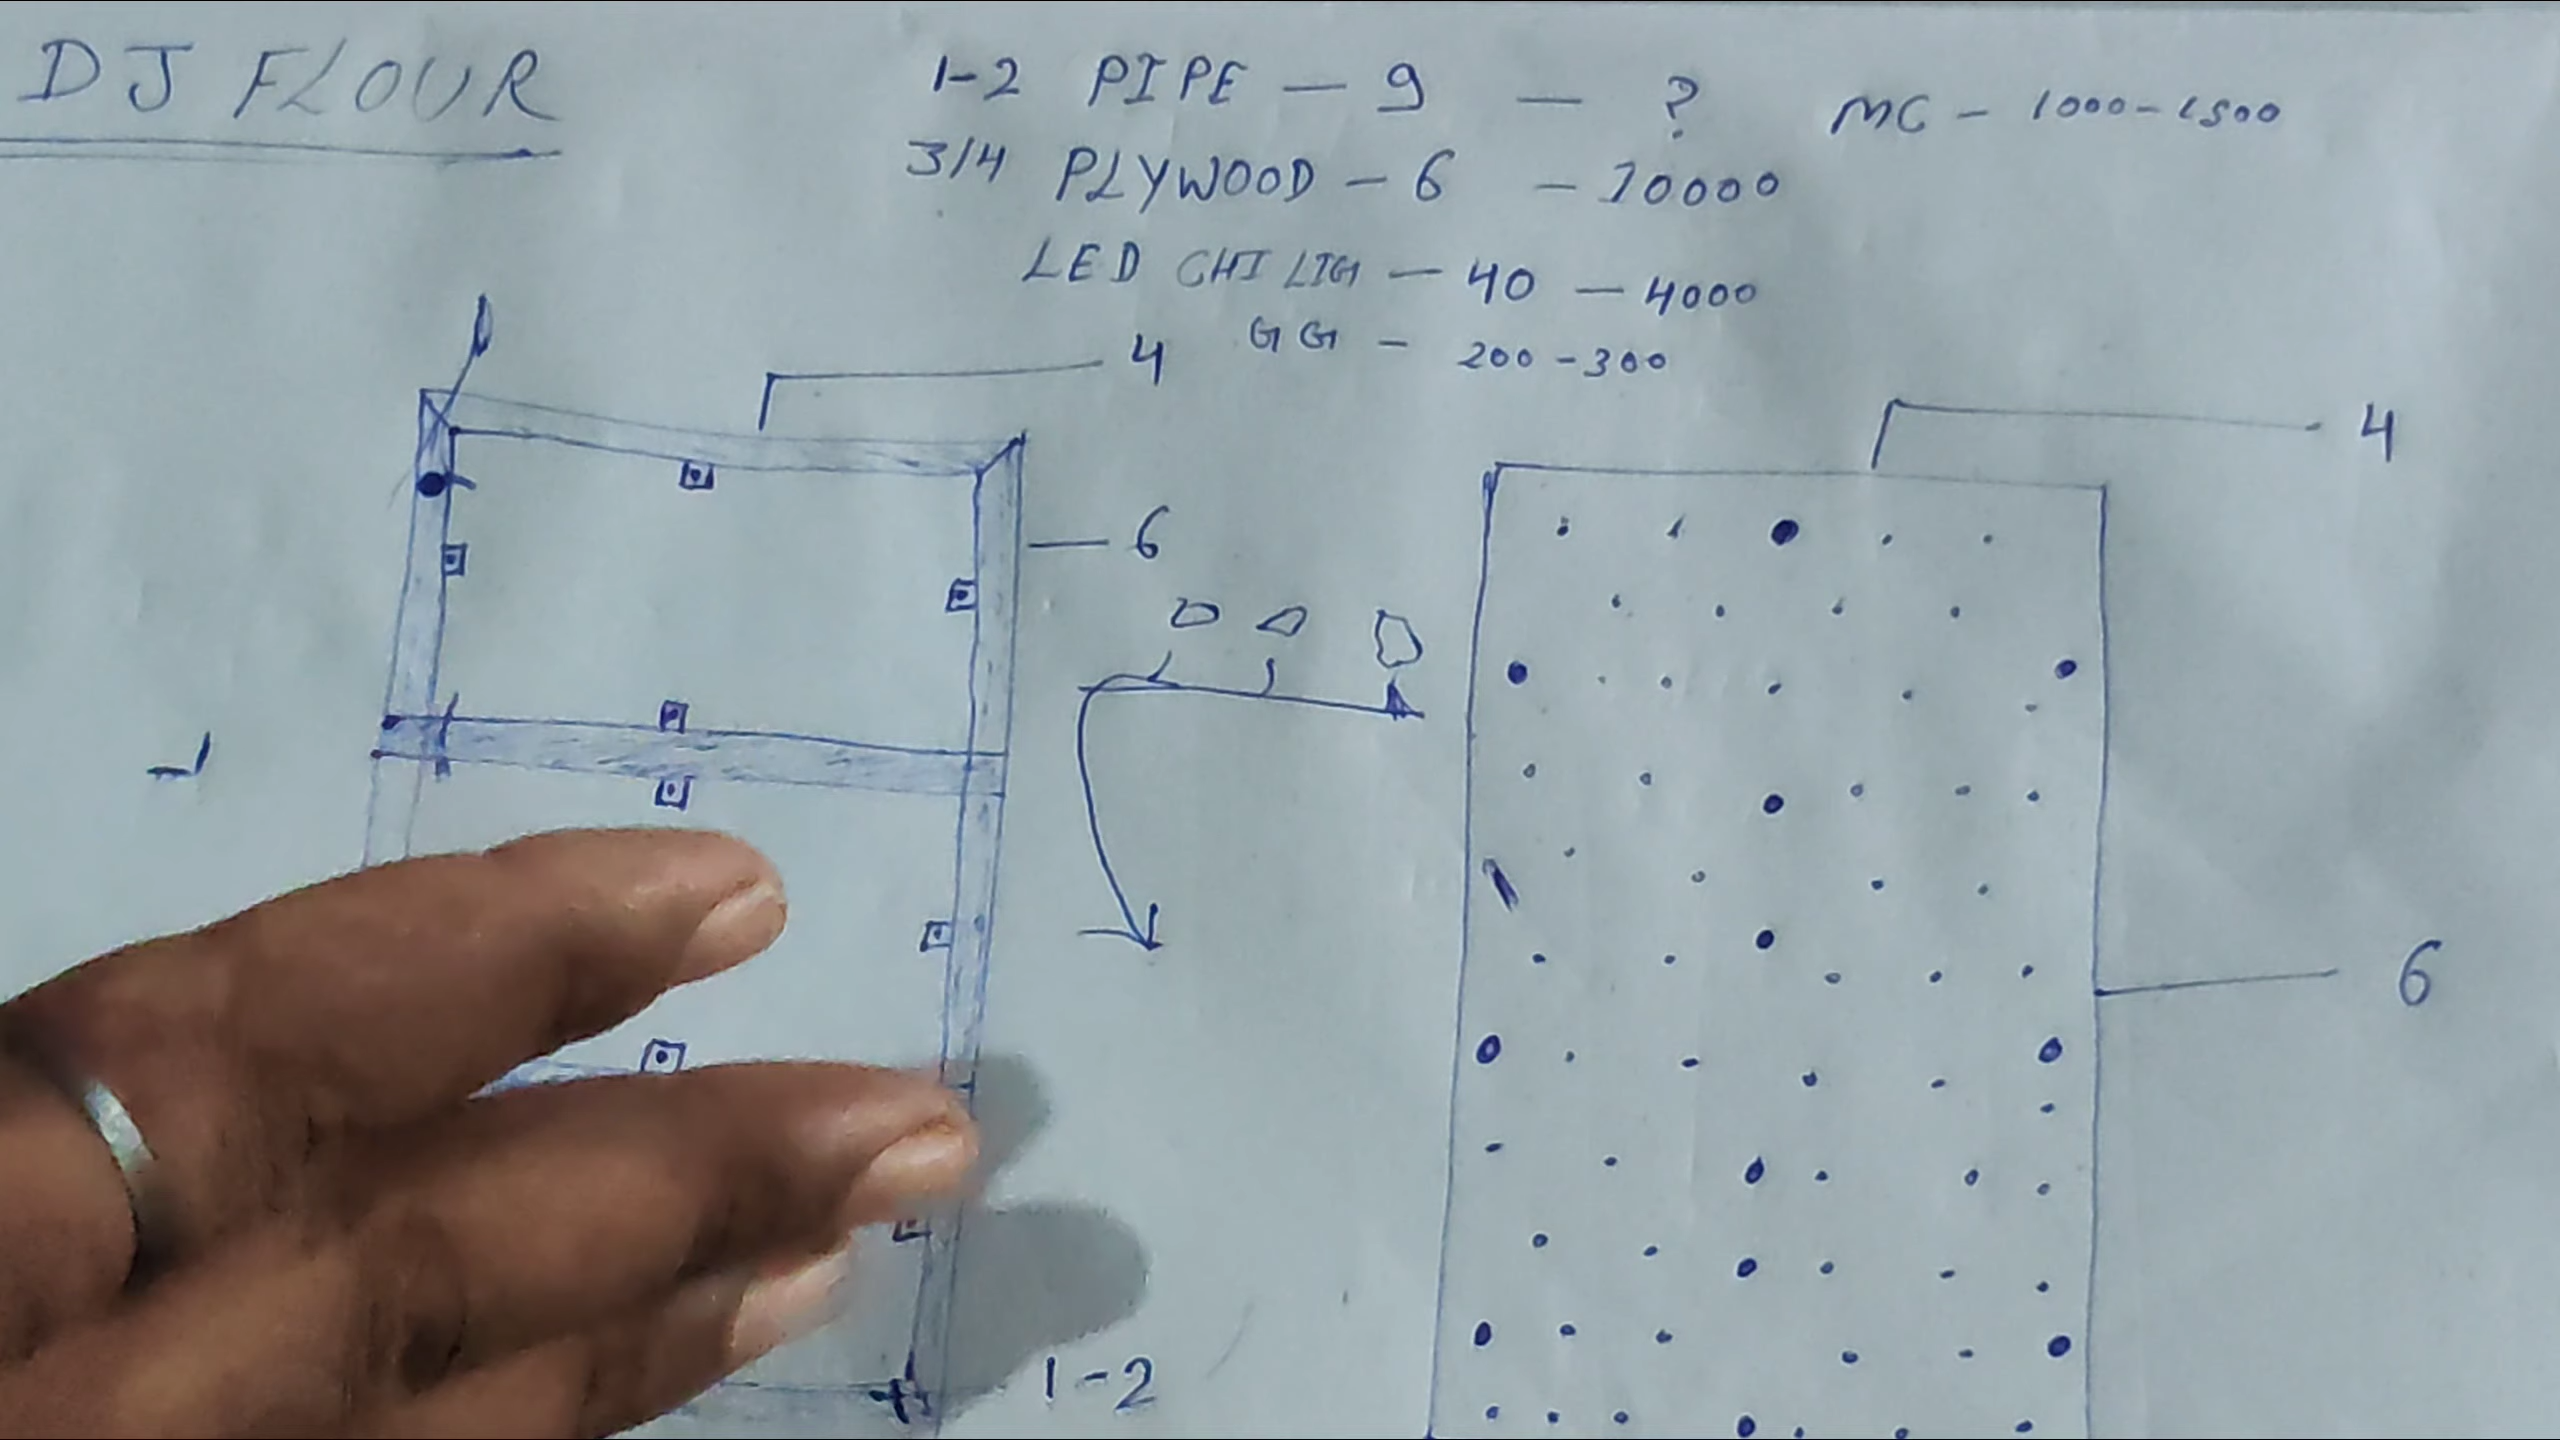 DJ FLOUR
1-2 PIPE — 9 — ? MC - 1000-1500
3/4 PLYWOOD - 6 - 10000
LED CHI LIG - 40 - 4000
GG - 200-300
4
4
6
6
1-2